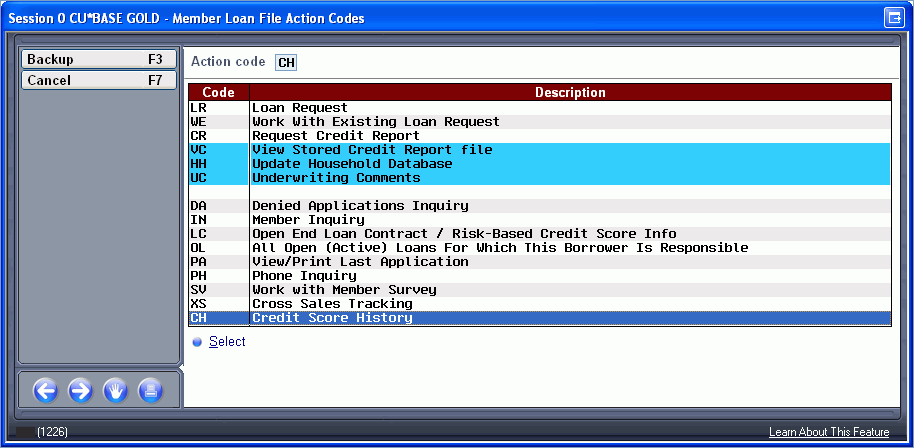 Session 0 CU*BASE GOLD - Member Loan File Action Codes
Backup F3
Cancel F7
Action code CH
Code Description
LR Loan Request
WE Work With Existing Loan Request
CR Request Credit Report
VC View Stored Credit Report file
HH Update Household Database
UC Underwriting Comments
DA Denied Applications Inquiry
IN Member Inquiry
LC Open End Loan Contract / Risk-Based Credit Score Info
OL All Open (Active) Loans For Which This Borrower Is Responsible
PA View/Print Last Application
PH Phone Inquiry
SV Work with Member Survey
XS Cross Sales Tracking
CH Credit Score History
Select
(1226) Learn About This Feature